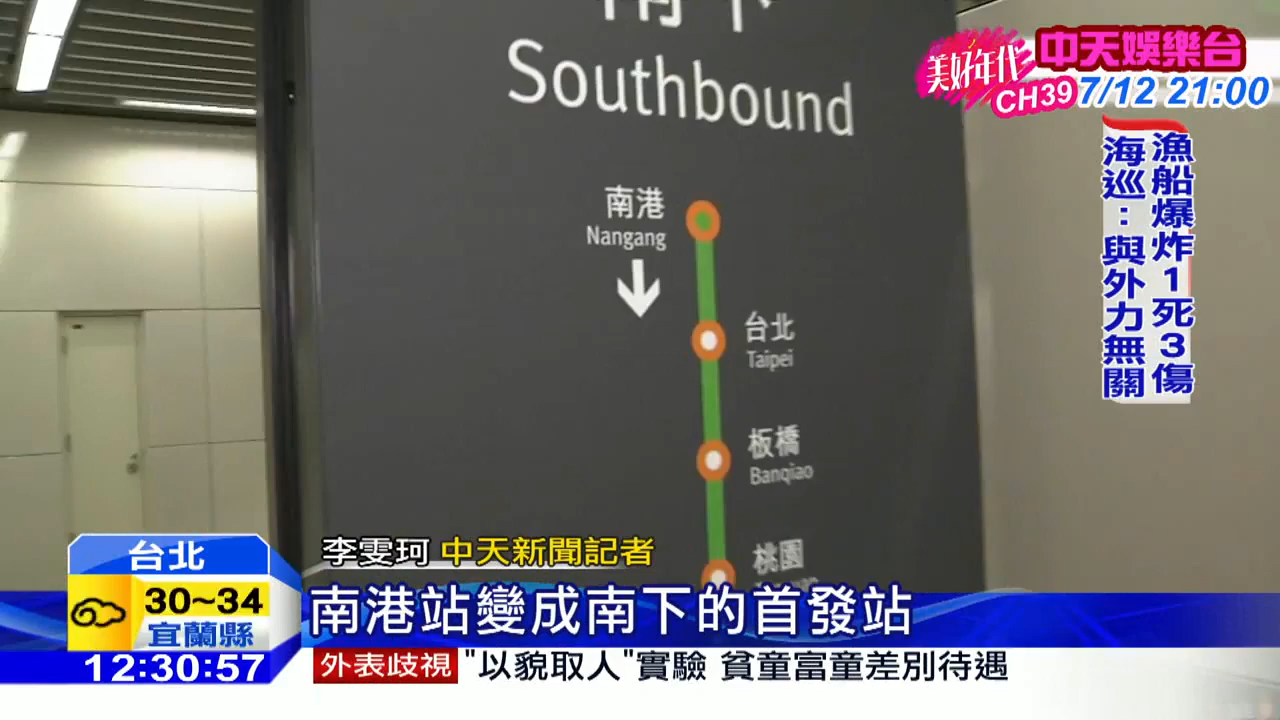 南下
Southbound
南港
Nangang
台北
Taipei
板橋
Banqiao
桃園
美好年代
中天娛樂台
CH39
7/12 21:00
漁船爆炸1死3傷
海巡：與外力無關
李雯珂 中天新聞記者
南港站變成南下的首發站
台北
30~34
宜蘭縣
12:30:57
外表歧視 "以貌取人"實驗 貧童富童差別待遇